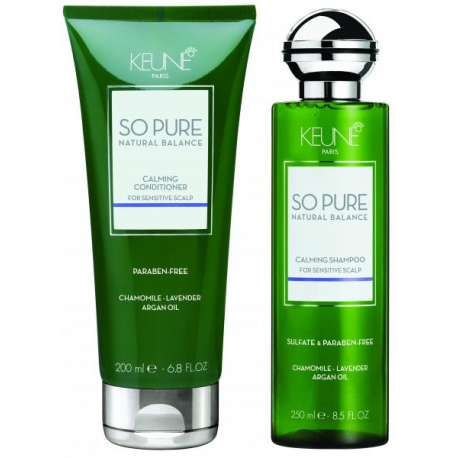 KEUNE
PARIS
SO PURE
NATURAL BALANCE
CALMING
CONDITIONER
FOR SENSITIVE SCALP
PARABEN-FREE
CHAMOMILE - LAVENDER
ARGAN OIL
200 ml ℮ - 6.8 FL.OZ
KEUNE
PARIS
SO PURE
NATURAL BALANCE
CALMING SHAMPOO
FOR SENSITIVE SCALP
SULFATE & PARABEN-FREE
CHAMOMILE - LAVENDER
ARGAN OIL
250 ml ℮ - 8.5 FL.OZ